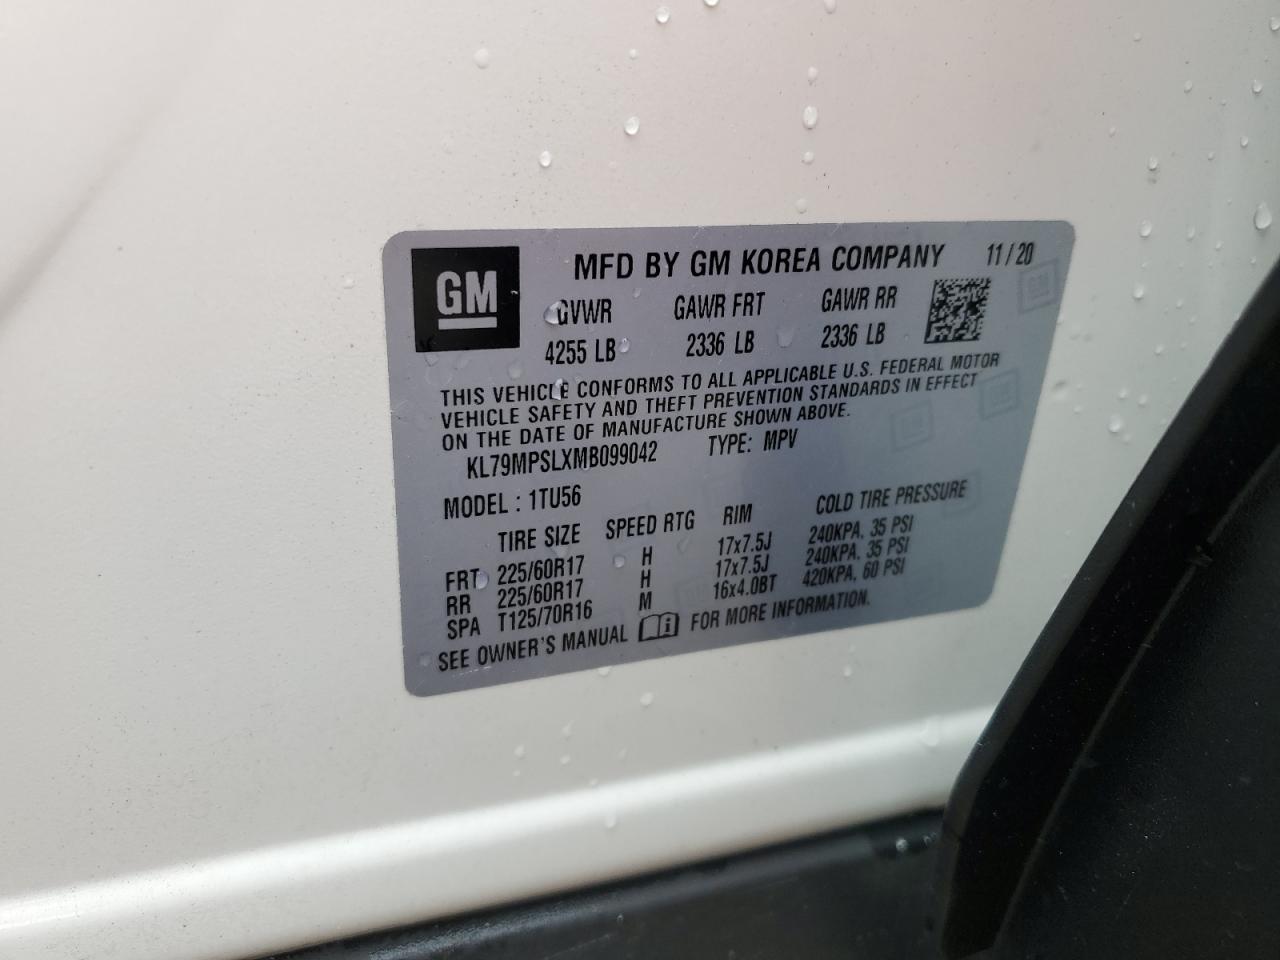 GM
MFD BY GM KOREA COMPANY 11/20
GVWR GAWR FRT GAWR RR
4255 LB 2336 LB 2336 LB
THIS VEHICLE CONFORMS TO ALL APPLICABLE U.S. FEDERAL MOTOR
VEHICLE SAFETY AND THEFT PREVENTION STANDARDS IN EFFECT
ON THE DATE OF MANUFACTURE SHOWN ABOVE.
KL79MPSLXMB099042 TYPE: MPV
MODEL : 1TU56
TIRE SIZE SPEED RTG RIM COLD TIRE PRESSURE
FRT 225/60R17 H 17x7.5J 240KPA, 35 PSI
RR 225/60R17 H 17x7.5J 240KPA, 35 PSI
SPA T125/70R16 M 16x4.0BT 420KPA, 60 PSI
SEE OWNER'S MANUAL FOR MORE INFORMATION.